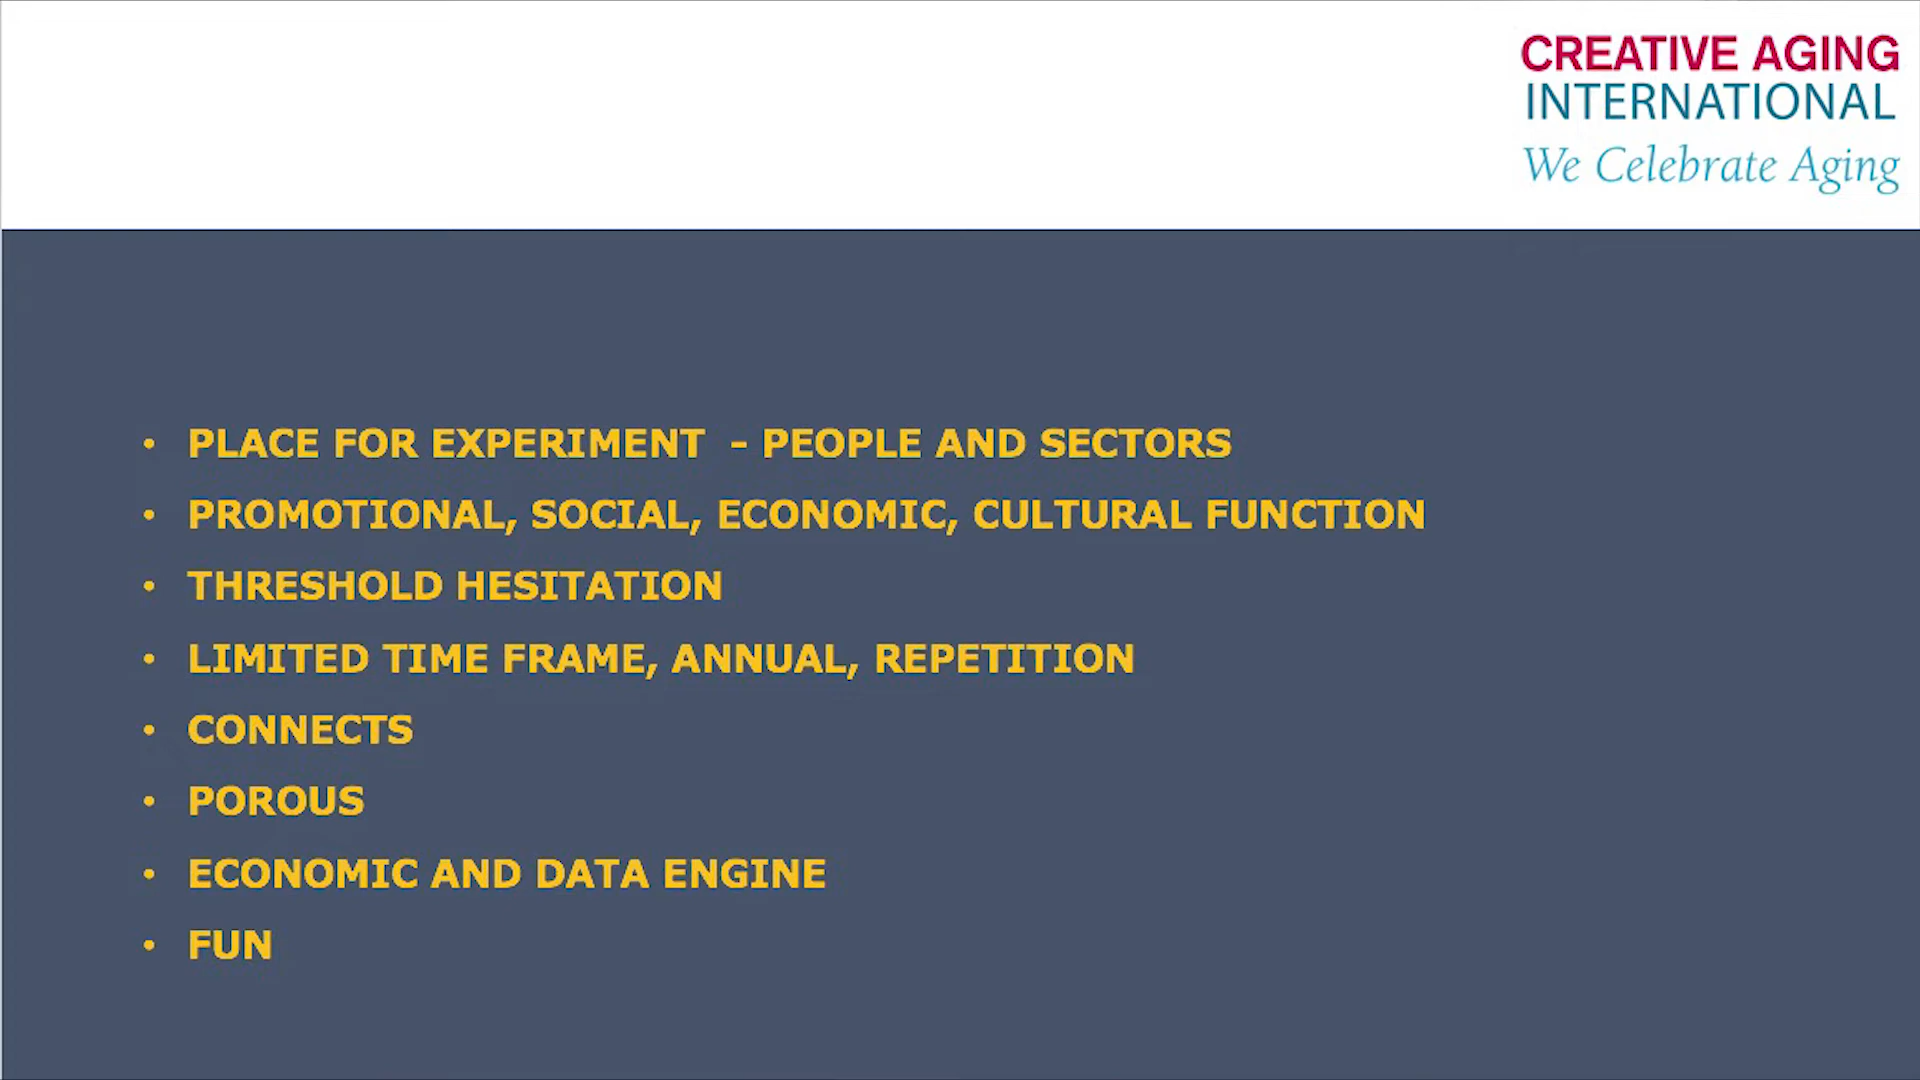 CREATIVE AGING
INTERNATIONAL
We Celebrate Aging
• PLACE FOR EXPERIMENT - PEOPLE AND SECTORS
• PROMOTIONAL, SOCIAL, ECONOMIC, CULTURAL FUNCTION
• THRESHOLD HESITATION
• LIMITED TIME FRAME, ANNUAL, REPETITION
• CONNECTS
• POROUS
• ECONOMIC AND DATA ENGINE
• FUN